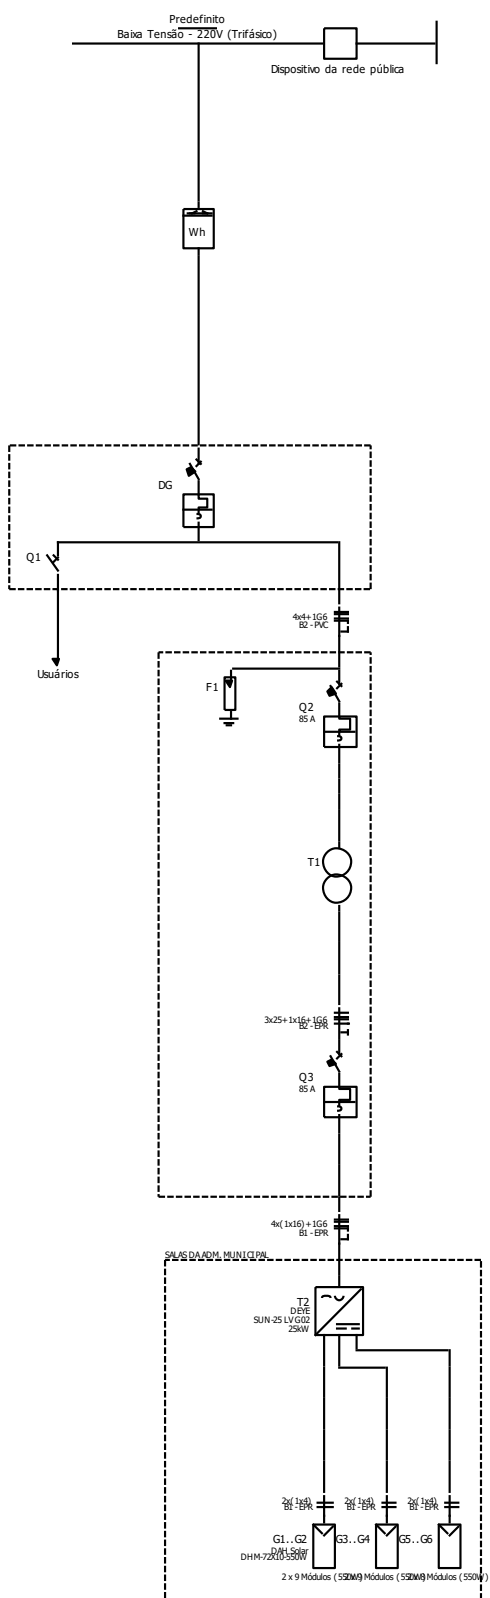 Predefinito
Baixa Tensão - 220V (Trifásico)
Dispositivo da rede pública
Wh
DG
Q1
4x4+1G6
B2 - PVC
Usuários
F1
Q2
85 A
T1
3x25+1x16+1G6
B2 - EPR
Q3
85 A
4x(1x16)+1G6
B1 - EPR
SALAS DA ADM. MUNICIPAL
T2
DEYE
SUN-25 LV G02
25kW
2x(1x4) 2x(1x4) 2x(1x4)
B1 - EPR B1 - EPR B1 - EPR
G1..G2 G3..G4 G5..G6
DAH Solar
DHM-72X10-550W
2 x 9 Módulos (550W) Módulos (550W) Módulos (550W)